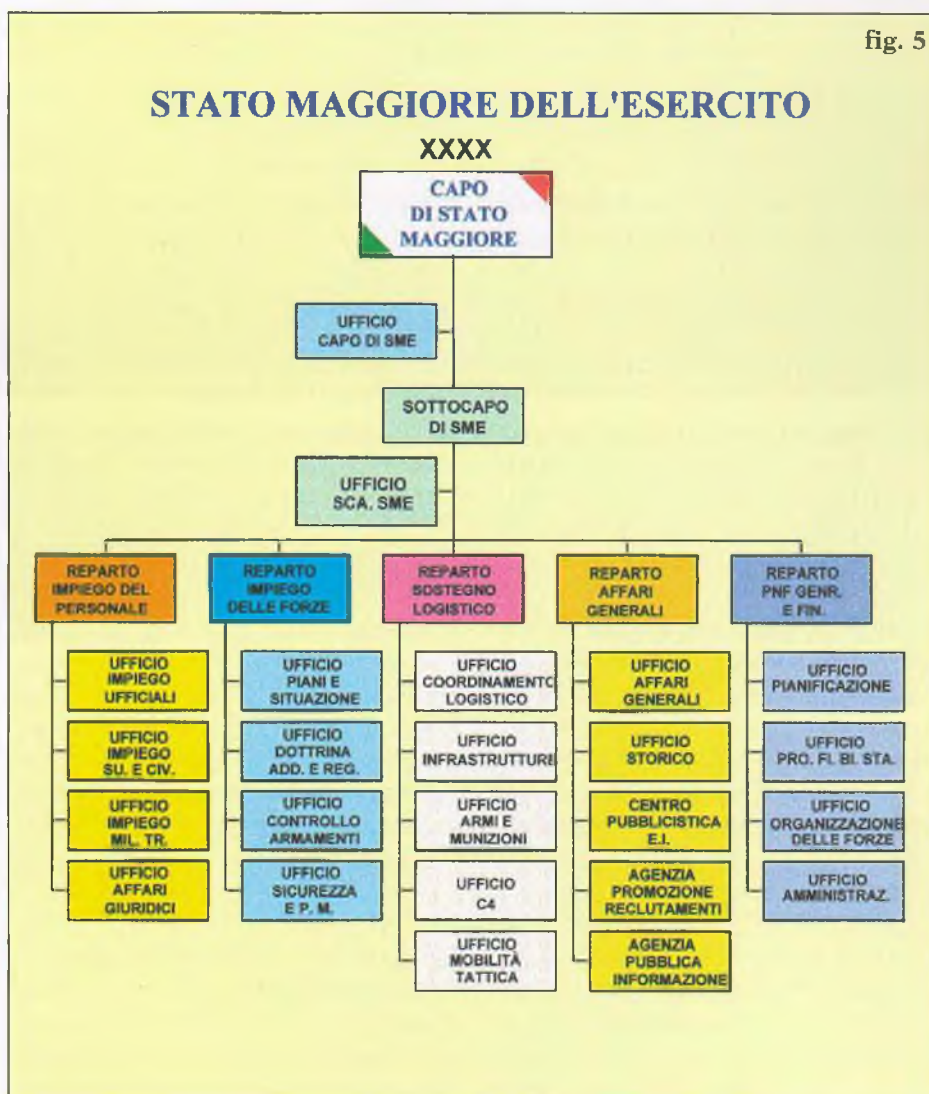 fig. 5
STATO MAGGIORE DELL'ESERCITO
XXXX
CAPO
DI STATO
MAGGIORE
UFFICIO
CAPO DI SME
SOTTOCAPO
DI SME
UFFICIO
SCA. SME
REPARTO
IMPIEGO DEL
PERSONALE
UFFICIO
IMPIEGO
UFFICIALI
UFFICIO
IMPIEGO
SU. E CIV.
UFFICIO
IMPIEGO
MIL. TR.
UFFICIO
AFFARI
GIURIDICI
REPARTO
IMPIEGO
DELLE FORZE
UFFICIO
PIANI E
SITUAZIONE
UFFICIO
DOTTRINA
ADD. E REG.
UFFICIO
CONTROLLO
ARMAMENTI
UFFICIO
SICUREZZA
E P. M.
REPARTO
SOSTEGNO
LOGISTICO
UFFICIO
COORDINAMENTO
LOGISTICO
UFFICIO
INFRASTRUTTURE
UFFICIO
ARMI E
MUNIZIONI
UFFICIO
C4
UFFICIO
MOBILITÀ
TATTICA
REPARTO
AFFARI
GENERALI
UFFICIO
AFFARI
GENERALI
UFFICIO
STORICO
CENTRO
PUBBLICISTICA
E.I.
AGENZIA
PROMOZIONE
RECLUTAMENTI
AGENZIA
PUBBLICA
INFORMAZIONE
REPARTO
PNF GENR.
E FIN.
UFFICIO
PIANIFICAZIONE
UFFICIO
PRO. FI. BI. STA.
UFFICIO
ORGANIZZAZIONE
DELLE FORZE
UFFICIO
AMMINISTRAZ.